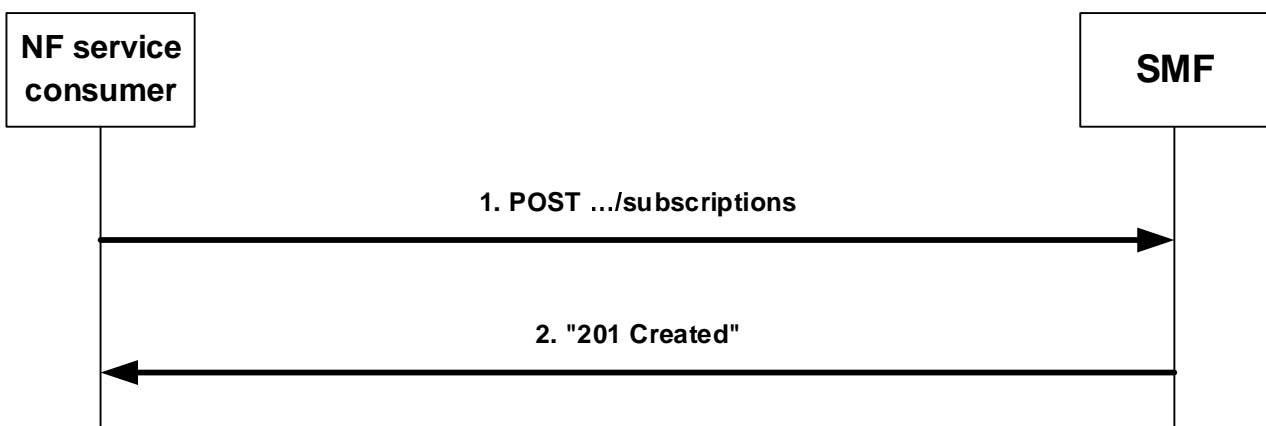 NF service
consumer
SMF
1. POST …/subscriptions
2. "201 Created"